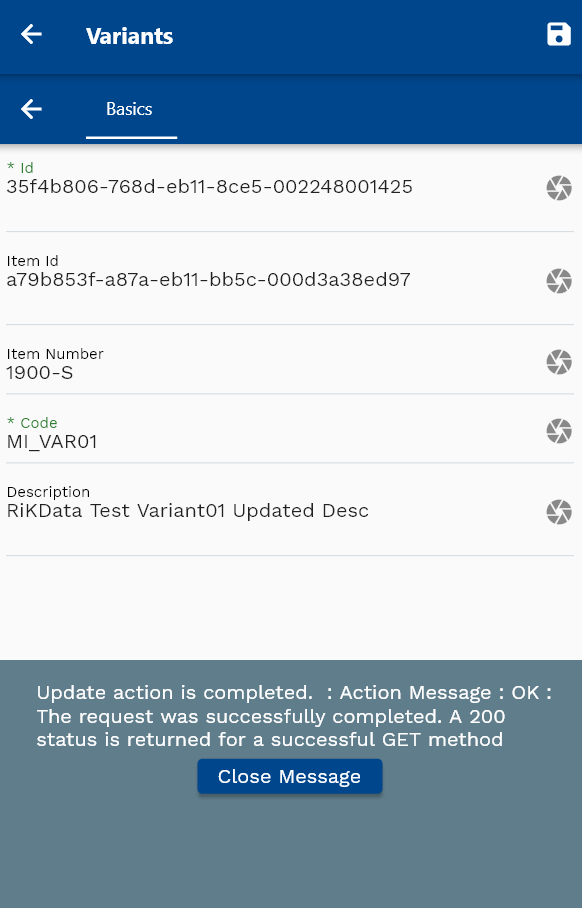 Variants
Basics
* Id
35f4b806-768d-eb11-8ce5-002248001425
Item Id
a79b853f-a87a-eb11-bb5c-000d3a38ed97
Item Number
1900-S
* Code
MI_VAR01
Description
RiKData Test Variant01 Updated Desc
Update action is completed.  : Action Message : OK :
The request was successfully completed. A 200
status is returned for a successful GET method
Close Message